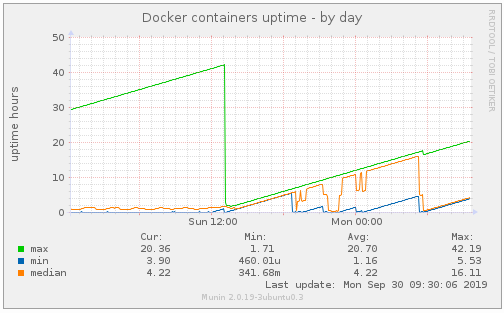 Docker containers uptime - by day
RRDTOOL / TOBI OETIKER
uptime hours
50
40
30
20
10
0
Sun 12:00 Mon 00:00
Cur: Min: Avg: Max:
max 20.36 1.71 20.70 42.19
min 3.90 460.01u 1.16 5.53
median 4.22 341.68m 4.22 16.11
Last update: Mon Sep 30 09:30:06 2019
Munin 2.0.19-3ubuntu0.3